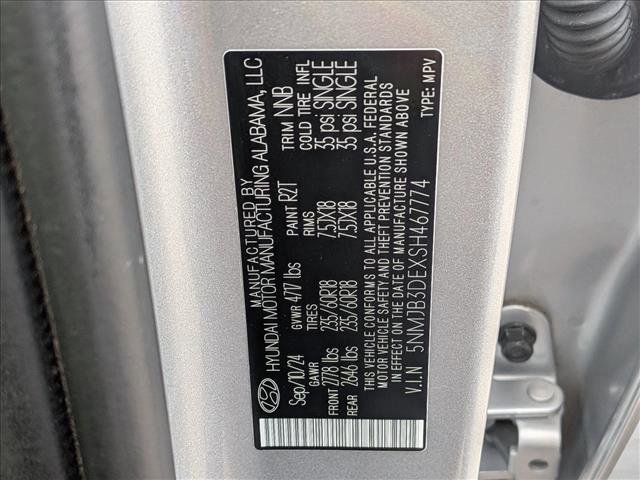 MANUFACTURED BY
HYUNDAI MOTOR MANUFACTURING ALABAMA, LLC
Sep/10/24 GVWR 4717 lbs PAINT R2T TRIM NNB
GAWR TIRES RIMS COLD TIRE INFL
FRONT 2778 lbs 235/60R18 7.5JX18 35 psi SINGLE
REAR 2646 lbs 235/60R18 7.5JX18 35 psi SINGLE
THIS VEHICLE CONFORMS TO ALL APPLICABLE U.S.A. FEDERAL
MOTOR VEHICLE SAFETY AND THEFT PREVENTION STANDARDS
IN EFFECT ON THE DATE OF MANUFACTURE SHOWN ABOVE
V.I.N 5NMJB3DEXSH467774 TYPE: MPV